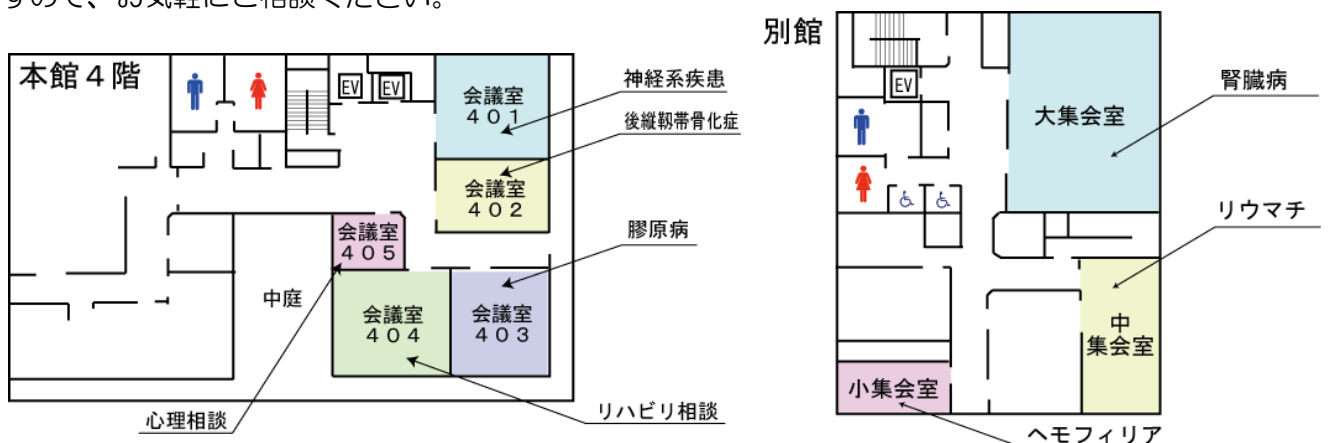 すので、お気軽にご相談ください。
本館４階
EV
EV
会議室
４０１
会議室
４０２
会議室
４０５
中庭
会議室
４０４
会議室
４０３
神経系疾患
後縦靱帯骨化症
膠原病
心理相談
リハビリ相談
別館
EV
大集会室
中
集会室
小集会室
腎臓病
リウマチ
ヘモフィリア